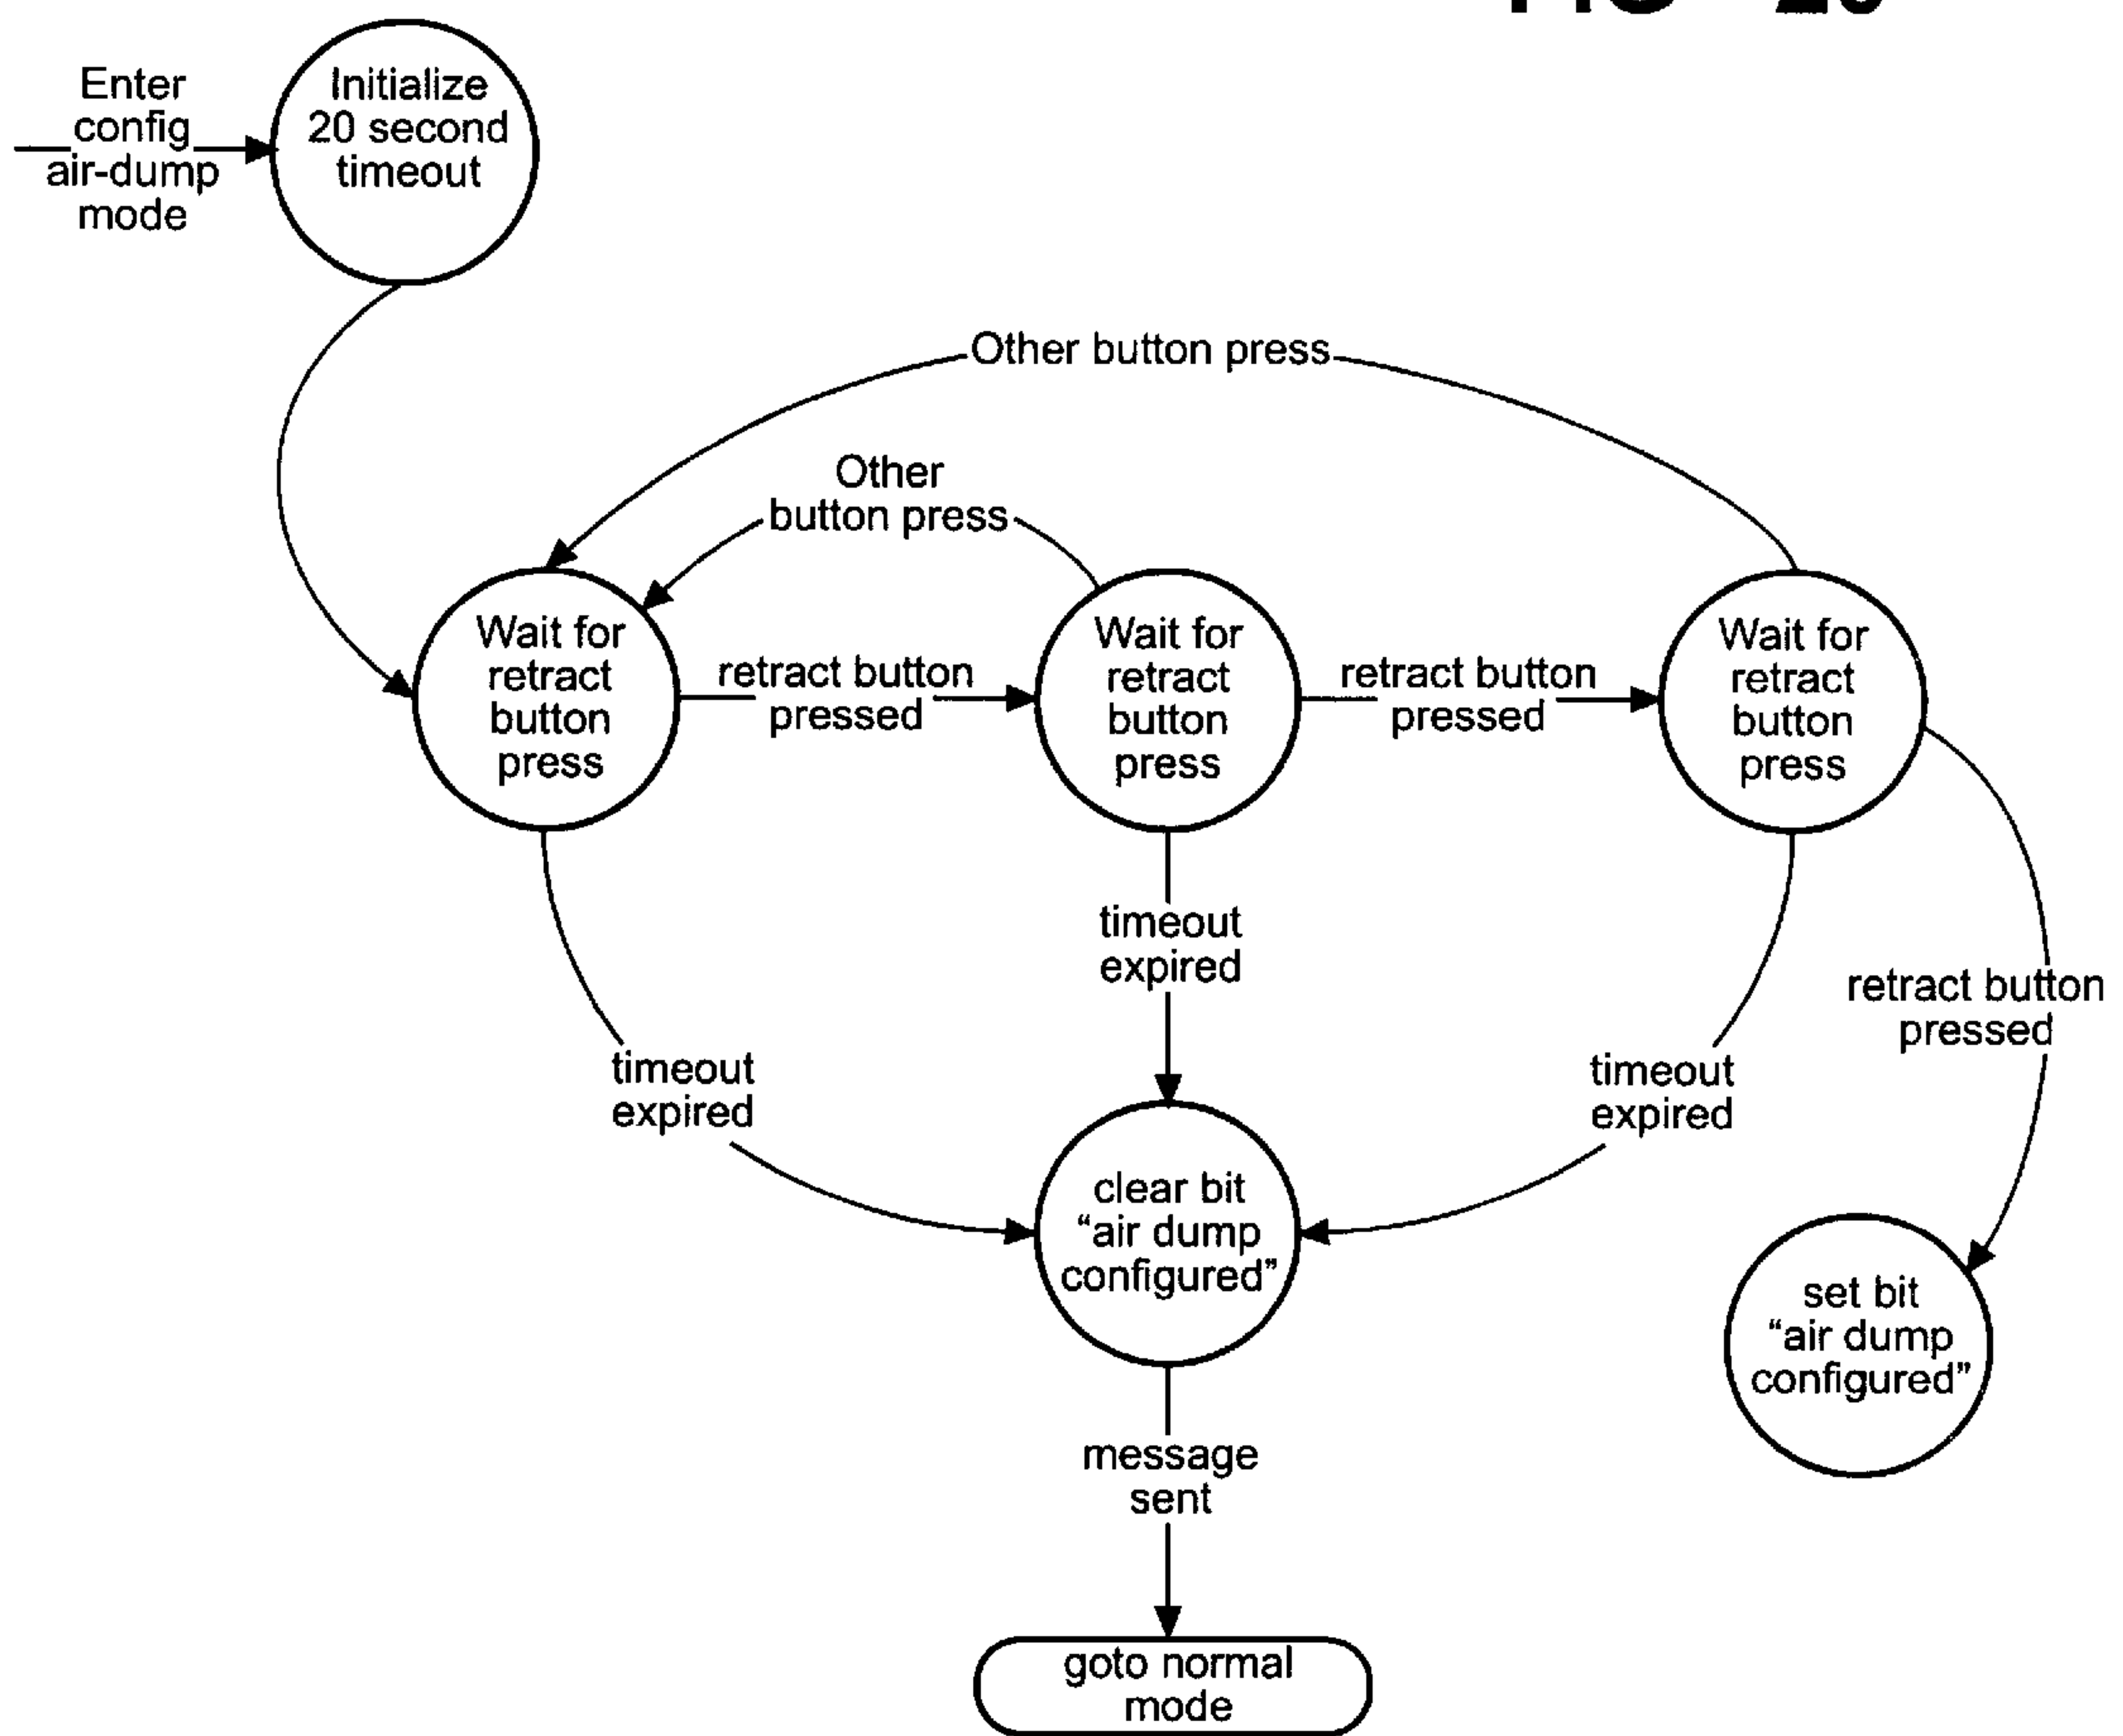 Enter
config
air-dump
mode
Initialize
20 second
timeout
Other button press
Other
button press
Wait for
retract
button
press
retract button
pressed
Wait for
retract
button
press
retract button
pressed
Wait for
retract
button
press
timeout
expired
timeout
expired
timeout
expired
retract button
pressed
clear bit
“air dump
configured”
set bit
“air dump
configured”
message
sent
goto normal
mode